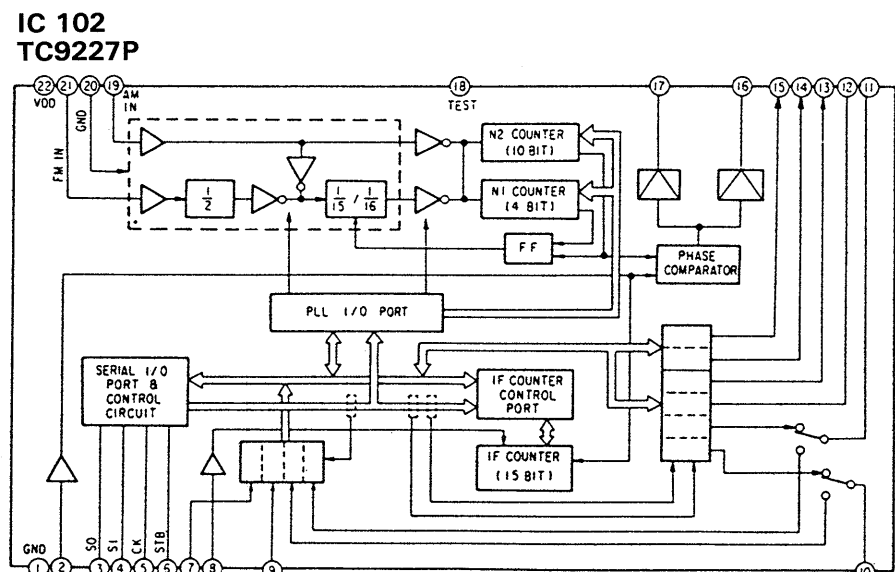 IC 102
TC9227P
22 21 20 19 18 17 16 15 14 13 12 11
VDD
GND
AM
IN
TEST
FM IN
N2 COUNTER
(10 BIT)
1/2
1/15 / 1/16
N1 COUNTER
(4 BIT)
FF
PHASE
COMPARATOR
PLL I/O PORT
SERIAL I/O
PORT &
CONTROL
CIRCUIT
IF COUNTER
CONTROL
PORT
IF COUNTER
(15 BIT)
GND
SO
SI
CK
STB
1 2 3 4 5 6 7 8 9 10